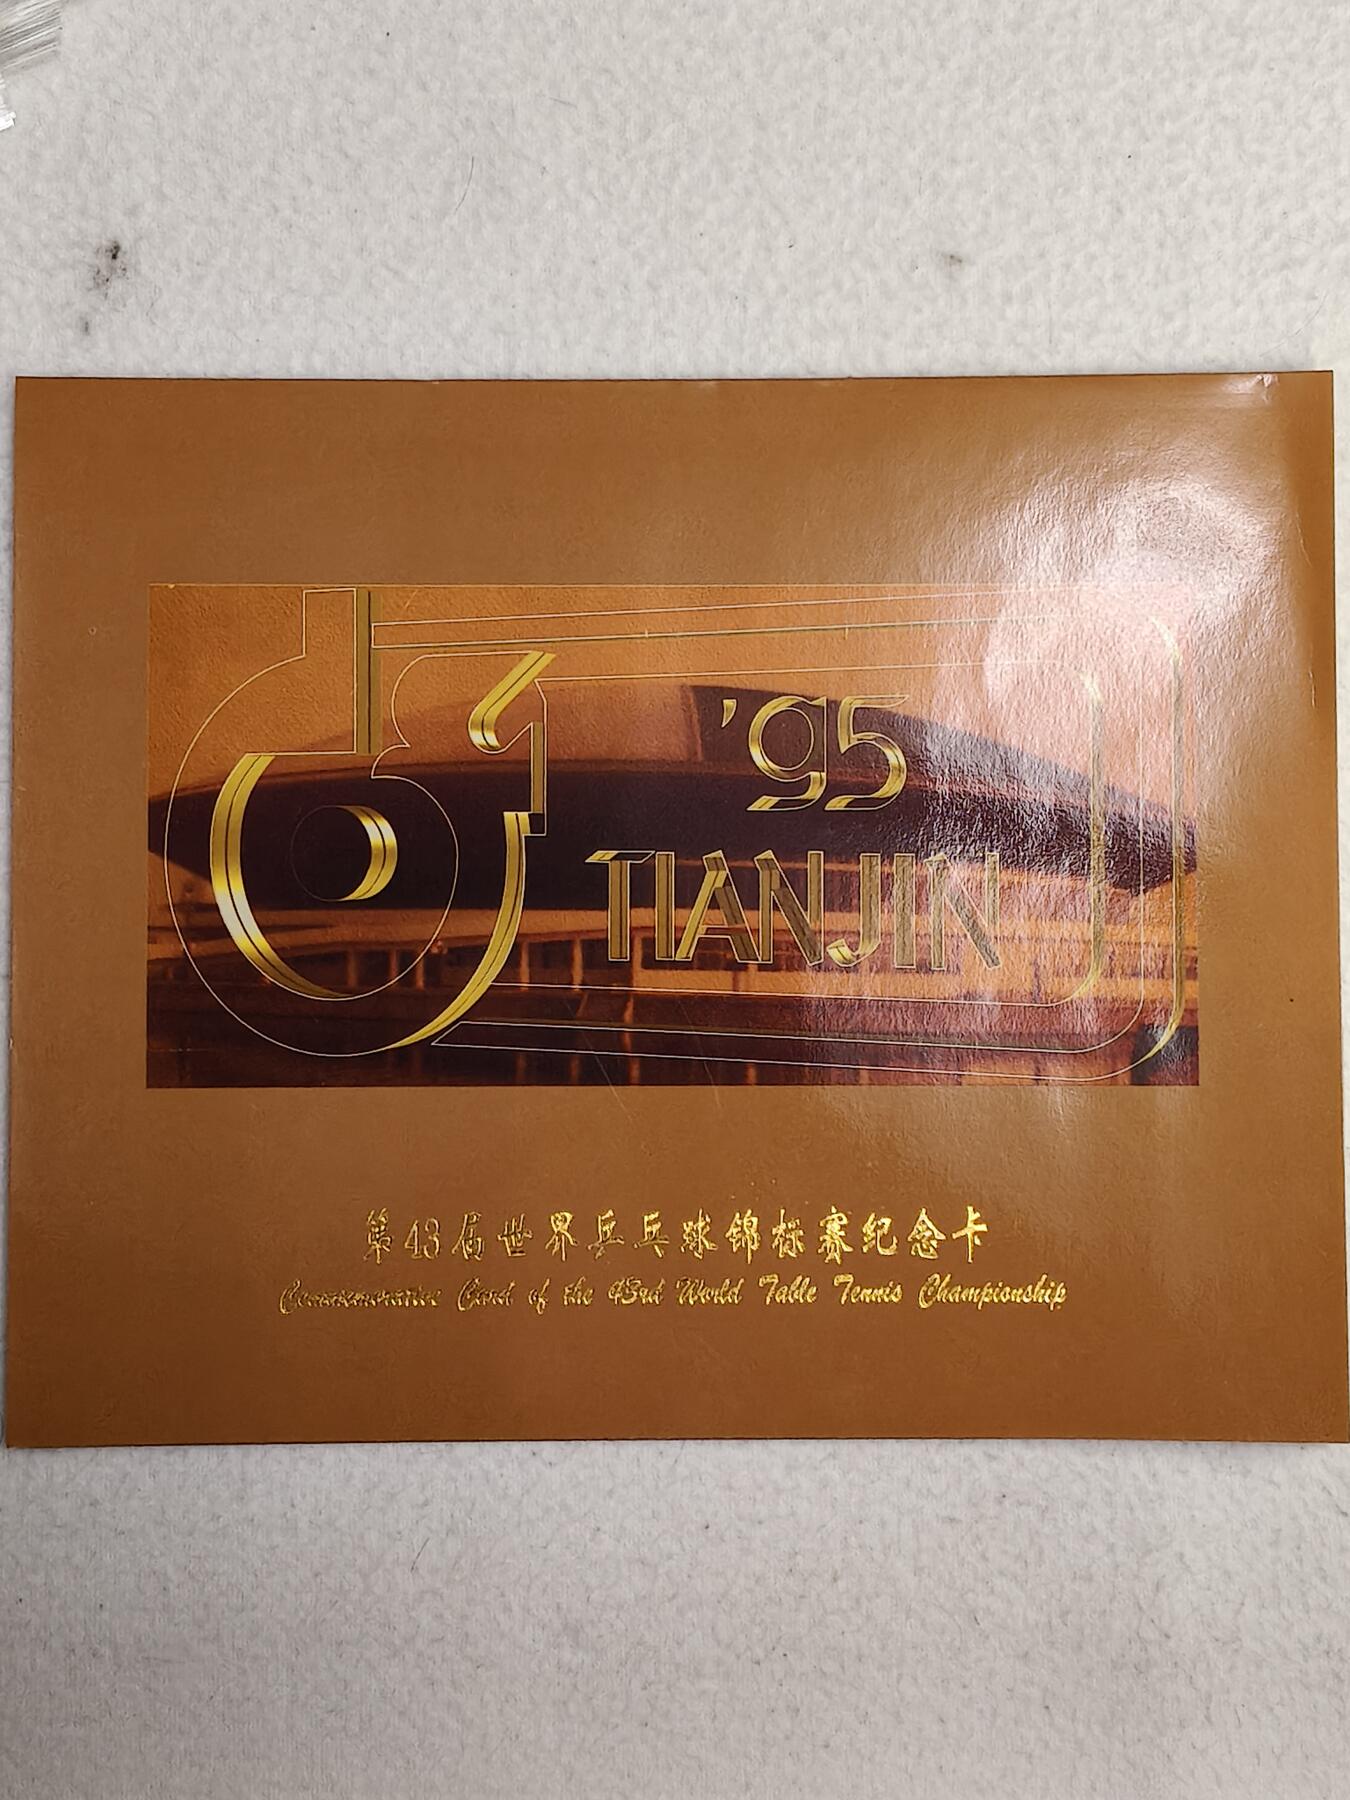 '95
TIANJIN
第43届世界乒乓球锦标赛纪念卡
Commemorative Card of the 43rd World Table Tennis Championship